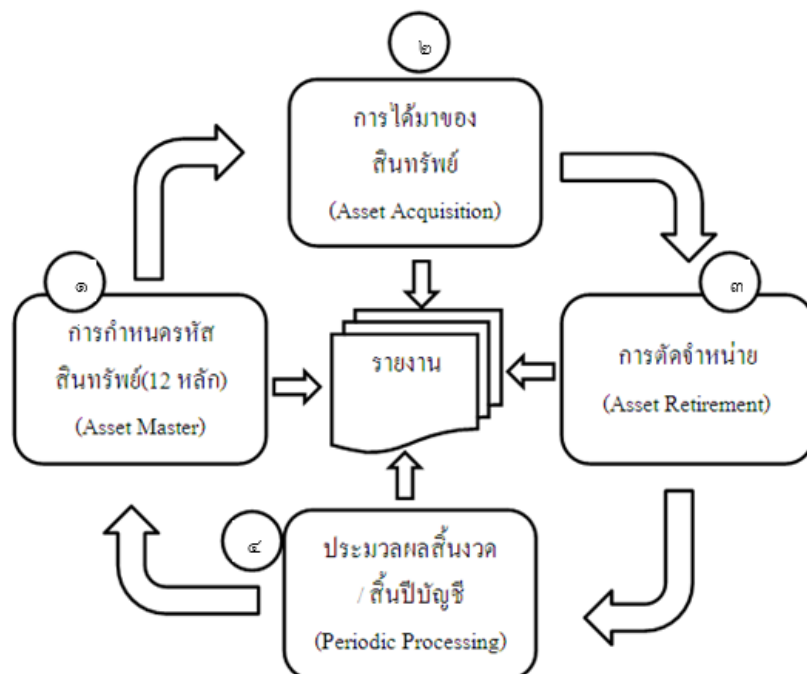 ๒
การได้มาของ
สินทรัพย์
(Asset Acquisition)
๑
การกำหนดรหัส
สินทรัพย์(12 หลัก)
(Asset Master)
รายงาน
๓
การตัดจำหน่าย
(Asset Retirement)
๔
ประมวลผลสิ้นงวด
/ สิ้นปีบัญชี
(Periodic Processing)